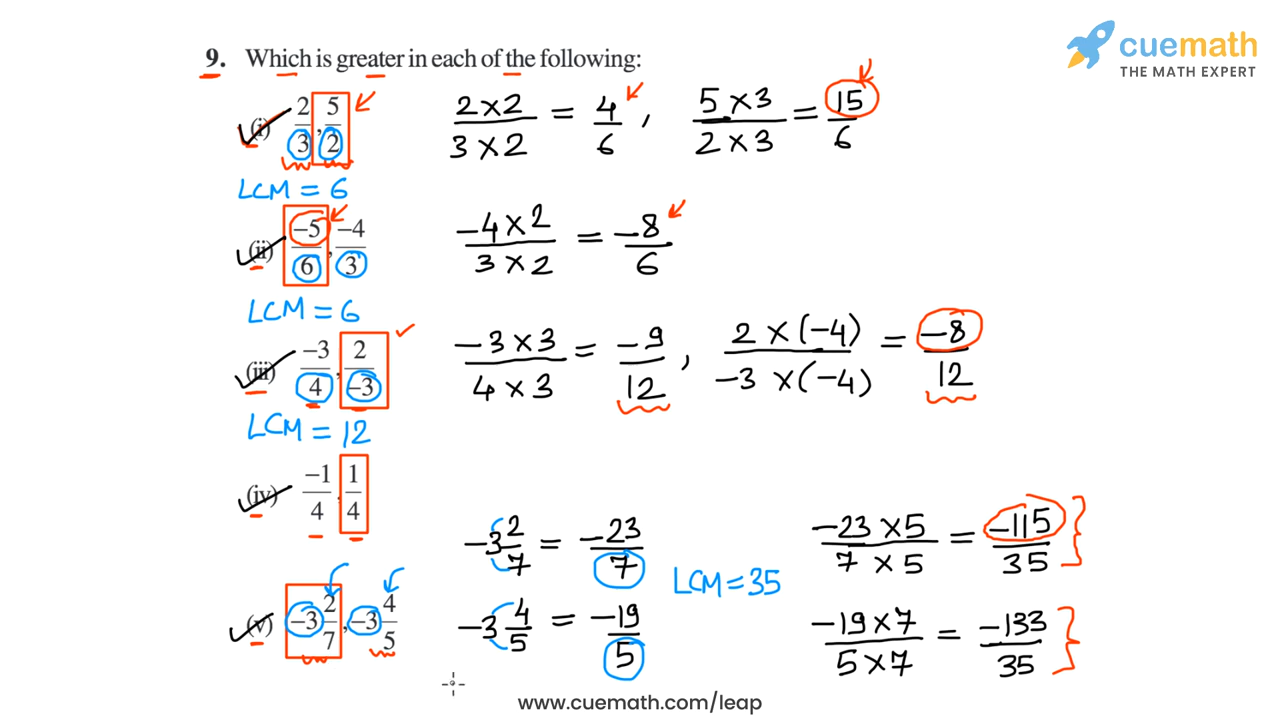 cuemath
THE MATH EXPERT
9. Which is greater in each of the following:
(i) 2/3, 5/2
2×2/3×2 = 4/6, 5×3/2×3 = 15/6
LCM = 6
(ii) −5/6, −4/3
−4×2/3×2 = −8/6
LCM = 6
(iii) −3/4, 2/−3
−3×3/4×3 = −9/12, 2×(−4)/−3×(−4) = −8/12
LCM = 12
(iv) −1/4, 1/4
−3 2/7 = −23/7
−23×5/7×5 = −115/35
LCM = 35
(v) −3 2/7, −3 4/5
−3 4/5 = −19/5
−19×7/5×7 = −133/35
www.cuemath.com/leap